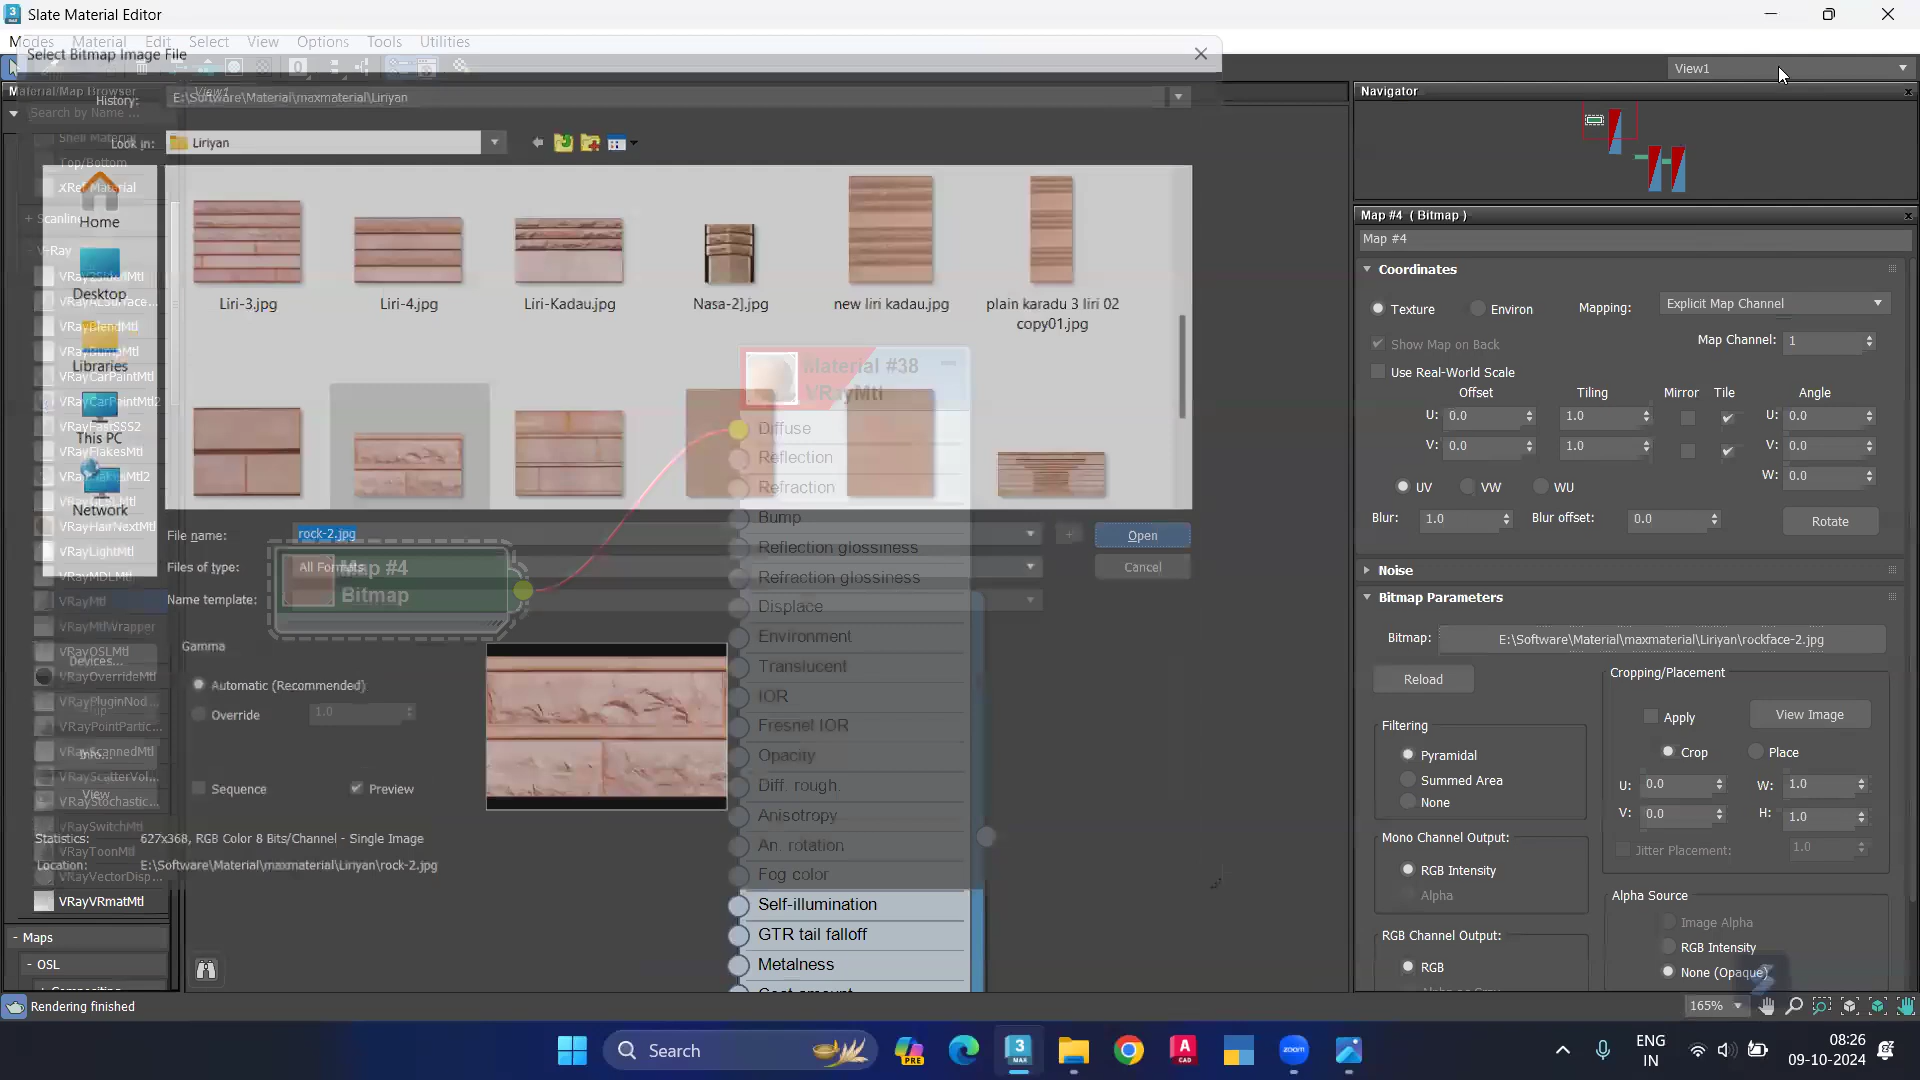 Slate Material Editor
Modes Material Edit Select View Options Tools Utilities
Select Bitmap Image File
View1
Material/Map Browser
View1
Navigator
History: E:\Software\Material\maxmaterial\Liriyan
Search by Name ...
Shell Material
Look in: Liriyan
Top/Bottom
XRef Material
Home
Desktop
Libraries
This PC
Network
V-Ray
VRay2SidedMtl
VRayALSurface...
VRayBlendMtl
VRayBumpMtl
VRayCarPaintMtl
VRayCarPaintMtl2
VRayFastSSS2
VRayFlakesMtl
VRayFlakesMtl2
VRayGLSLMtl
VRayHairNextMtl
VRayLightMtl
VRayMDLMtl
VRayMtl
VRayMtlWrapper
VRayOSLMtl
VRayOverrideMtl
VRayPluginNod...
VRayPointPartic...
VRayScannedMtl
VRayScatterVol...
VRayStochastic...
VRaySwitchMtl
VRayToonMtl
VRayVectorDisp...
VRayVRmatMtl
- Maps
- OSL
Devices...
Info...
View
Liri-3.jpg
Liri-4.jpg
Liri-Kadau.jpg
Nasa-2].jpg
new liri kadau.jpg
plain karadu 3 liri 02
copy01.jpg
File name: rock-2.jpg
Open
Files of type: All Formats
Cancel
Name template:
Gamma
Automatic (Recommended)
Override 1.0
Sequence
Preview
Statistics: 627x368, RGB Color 8 Bits/Channel - Single Image
Location: E:\Software\Material\maxmaterial\Liriyan\rock-2.jpg
Map #4
Bitmap
Material #38
VRayMtl
Diffuse
Reflection
Refraction
Bump
Reflection glossiness
Refraction glossiness
Displace
Environment
Translucent
IOR
Fresnel IOR
Opacity
Diff. rough.
Anisotropy
An. rotation
Fog color
Self-illumination
GTR tail falloff
Metalness
Coat amount
Map #4 ( Bitmap )
Map #4
Coordinates
Texture Environ Mapping: Explicit Map Channel
Show Map on Back Map Channel: 1
Use Real-World Scale
Offset Tiling Mirror Tile Angle
U: 0.0 1.0 U: 0.0
V: 0.0 1.0 V: 0.0
W: 0.0
UV VW WU
Blur: 1.0 Blur offset: 0.0 Rotate
Noise
Bitmap Parameters
Bitmap: E:\Software\Material\maxmaterial\Liriyan\rockface-2.jpg
Reload
Cropping/Placement
Apply View Image
Crop Place
U: 0.0 W: 1.0
V: 0.0 H: 1.0
Jitter Placement: 1.0
Filtering
Pyramidal
Summed Area
None
Mono Channel Output:
RGB Intensity
Alpha
Alpha Source
Image Alpha
RGB Intensity
None (Opaque)
RGB Channel Output:
RGB
Alpha as Gray
Rendering finished
165%
Search
PRE
3
MAX
A
CAD
zoom
ENG
IN
08:26
09-10-2024